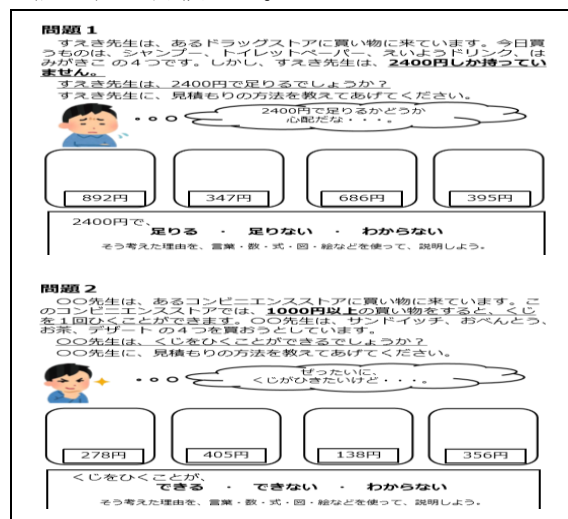 問題１
すえき先生は、あるドラッグストアに買い物に来ています。今日買
うものは、シャンプー、トイレットペーパー、えいようドリンク、は
みがきこ の４つです。しかし、すえき先生は、2400円しか持ってい
ません。
すえき先生は、2400円で足りるでしょうか？
すえき先生に、見積もりの方法を教えてあげてください。
2400円で足りるかどうか
心配だな・・・。
892円
347円
686円
395円
2400円で、
足りる ・ 足りない ・ わからない
そう考えた理由を、言葉・数・式・図・絵などを使って、説明しよう。
問題２
〇〇先生は、あるコンビニエンスストアに買い物に来ています。こ
のコンビニエンスストアでは、1000円以上の買い物をすると、くじ
を１回ひくことができます。〇〇先生は、サンドイッチ、おべんとう、
お茶、デザート の４つを買おうとしています。
〇〇先生は、くじをひくことができるでしょうか？
〇〇先生に、見積もりの方法を教えてあげてください。
ぜったいに、
くじがひきたいけど・・・。
278円
405円
138円
356円
くじをひくことが、
できる ・ できない ・ わからない
そう考えた理由を、言葉・数・式・図・絵などを使って、説明しよう。